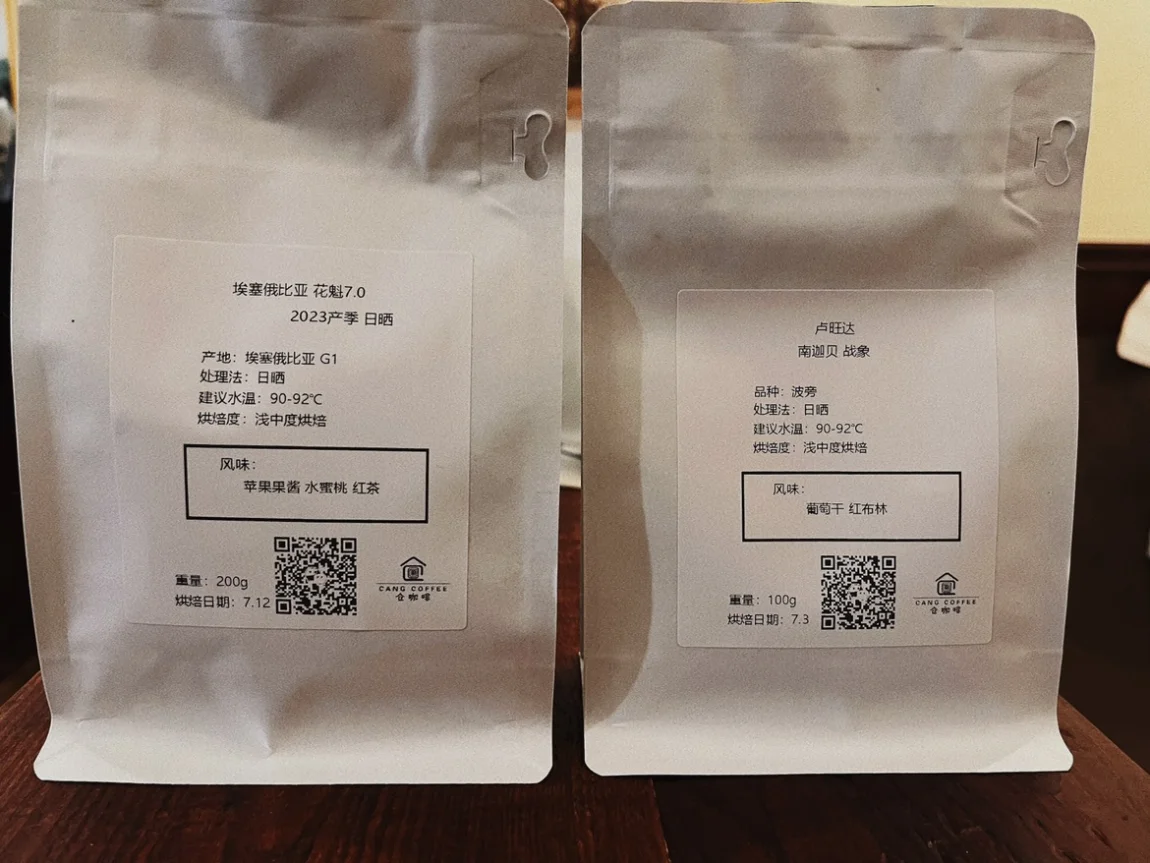 埃塞俄比亚 花魁7.0
2023产季 日晒
产地：埃塞俄比亚 G1
处理法：日晒
建议水温：90-92℃
烘焙度：浅中度烘焙
风味：
苹果果酱 水蜜桃 红茶
重量：200g
烘焙日期：7.12
CANG COFFEE
仓咖啡
卢旺达
南迦贝 战象
品种：波旁
处理法：日晒
建议水温：90-92℃
烘焙度：浅中度烘焙
风味：
葡萄干 红布林
重量：100g
烘焙日期：7.3
CANG COFFEE
仓咖啡